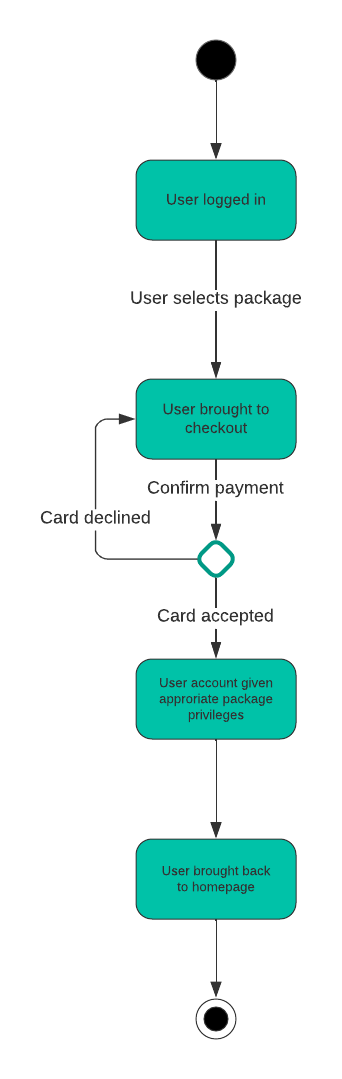 User logged in
User selects package
User brought to
checkout
Confirm payment
Card declined
Card accepted
User account given
approriate package
privileges
User brought back
to homepage